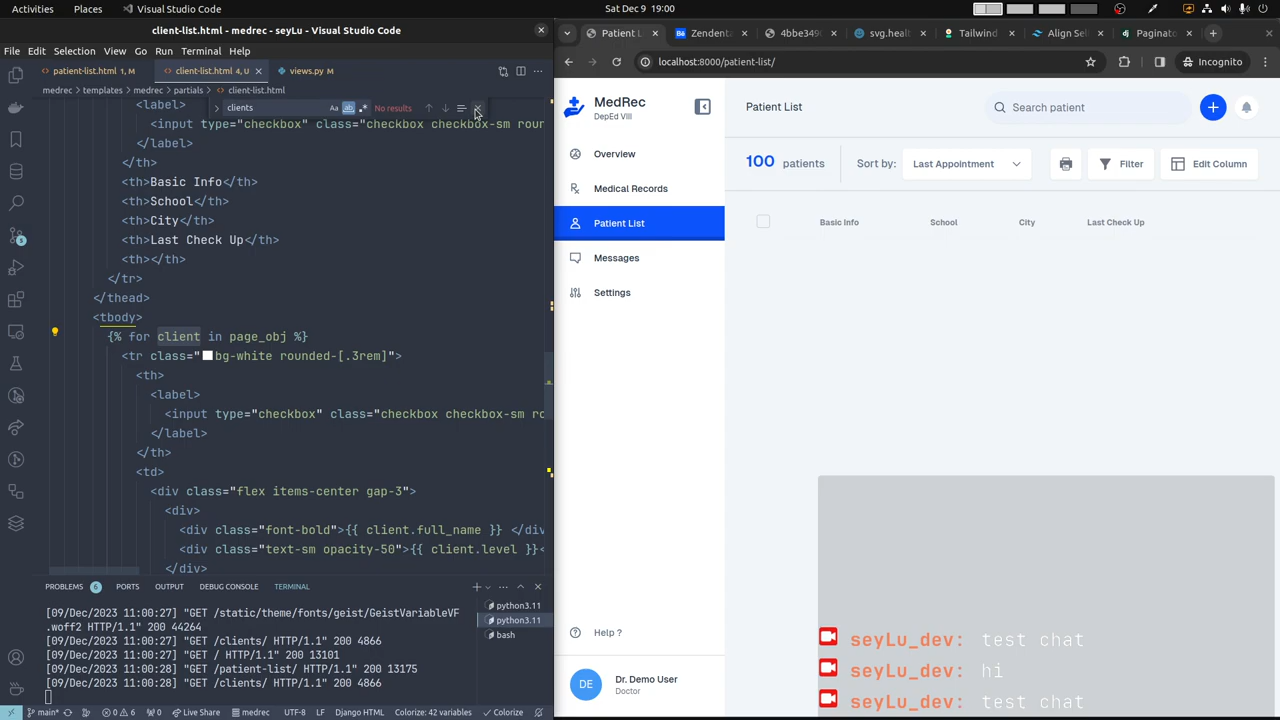 Activities Places Visual Studio Code Sat Dec 9 19:00
client-list.html - medrec - seyLu - Visual Studio Code
File Edit Selection View Go Run Terminal Help
patient-list.html 1, M client-list.html 4, U views.py M
medrec > templates > medrec > partials > client-list.html
clients Aa ab No results
<label>
<input type="checkbox" class="checkbox checkbox-sm roun
</label>
</th>
<th>Basic Info</th>
<th>School</th>
<th>City</th>
<th>Last Check Up</th>
<th></th>
</tr>
</thead>
<tbody>
{% for client in page_obj %}
<tr class="bg-white rounded-[.3rem]">
<th>
<label>
<input type="checkbox" class="checkbox checkbox-sm ro
</label>
</th>
<td>
<div class="flex items-center gap-3">
<div>
<div class="font-bold">{{ client.full_name }} </div
<div class="text-sm opacity-50">{{ client.level }}<
</div>
PROBLEMS 6 PORTS OUTPUT DEBUG CONSOLE TERMINAL
[09/Dec/2023 11:00:27] "GET /static/theme/fonts/geist/GeistVariableVF
.woff2 HTTP/1.1" 200 44264
[09/Dec/2023 11:00:27] "GET /clients/ HTTP/1.1" 200 4866
[09/Dec/2023 11:00:27] "GET / HTTP/1.1" 200 13101
[09/Dec/2023 11:00:28] "GET /patient-list/ HTTP/1.1" 200 13175
[09/Dec/2023 11:00:28] "GET /clients/ HTTP/1.1" 200 4866
python3.11
python3.11
bash
main* 0 0 0 Live Share medrec UTF-8 LF Django HTML Colorize: 42 variables Colorize
Patient L Zendenta 4bbe3490 svg.heal Tailwind Align Sel Paginato
localhost:8000/patient-list/ Incognito
MedRec
DepEd VIII
Overview
Medical Records
Patient List
Messages
Settings
Help ?
DE
Dr. Demo User
Doctor
Patient List Search patient
100 patients Sort by: Last Appointment Filter Edit Column
Basic Info School City Last Check Up
seyLu_dev: test chat
seyLu_dev: hi
seyLu_dev: test chat